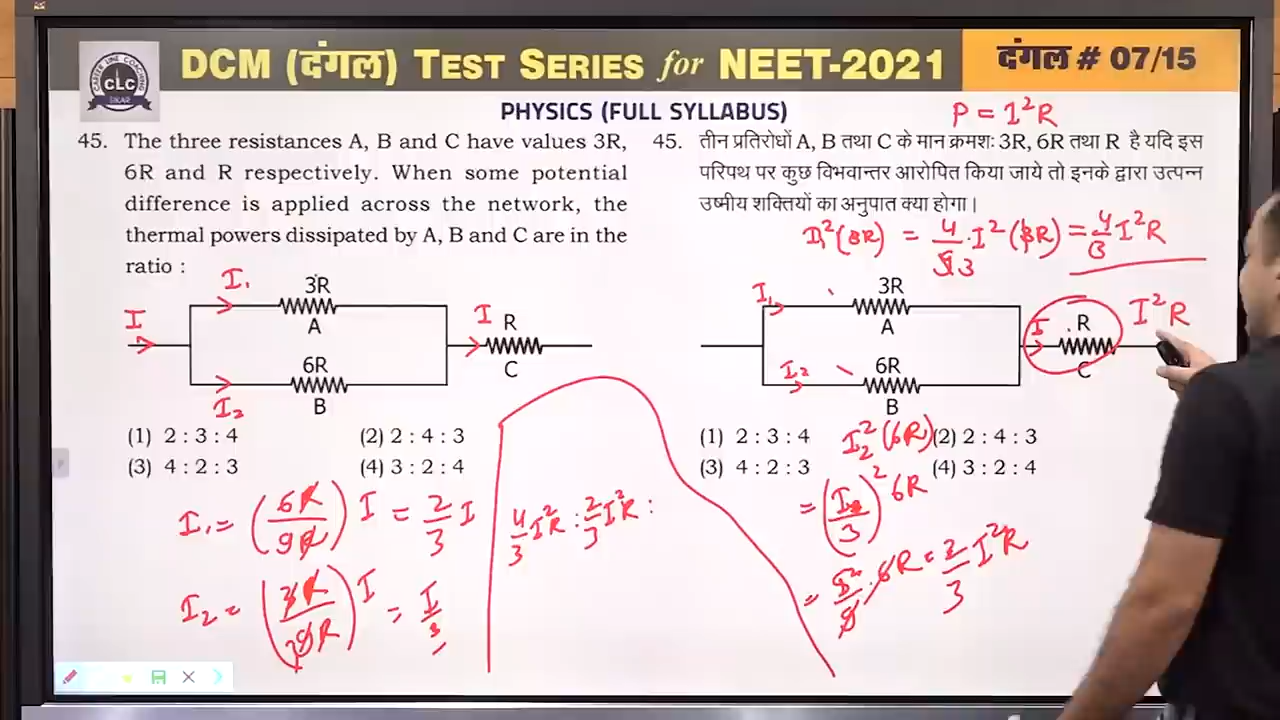 DCM (दंगल) TEST SERIES for NEET-2021
दंगल # 07/15
CAREER LINE COACHING
CLC
SIKAR
PHYSICS (FULL SYLLABUS)
P = I²R
45. The three resistances A, B and C have values 3R,
6R and R respectively. When some potential
difference is applied across the network, the
thermal powers dissipated by A, B and C are in the
ratio :
I₁
3R
A
I
I
R
C
6R
B
I₂
(1) 2 : 3 : 4
(2) 2 : 4 : 3
(3) 4 : 2 : 3
(4) 3 : 2 : 4
I₁ = (6R/9R) I = 2/3 I
I₂ = (3R/9R) I = I/3
4/3 I²R : 2/3 I²R :
45. तीन प्रतिरोधों A, B तथा C के मान क्रमश: 3R, 6R तथा R है यदि इस
परिपथ पर कुछ विभवान्तर आरोपित किया जाये तो इनके द्वारा उत्पन्न
उष्मीय शक्तियों का अनुपात क्या होगा।
I₁²(3R) = 4/9 · I² (3R) = 4/3 I²R
I₁
3R
A
I
R
C
I²R
I₂
6R
B
(1) 2 : 3 : 4
I₂²(6R)
(2) 2 : 4 : 3
(3) 4 : 2 : 3
(4) 3 : 2 : 4
= (I/3)² 6R
= I²/9 · 6R = 2/3 I²R